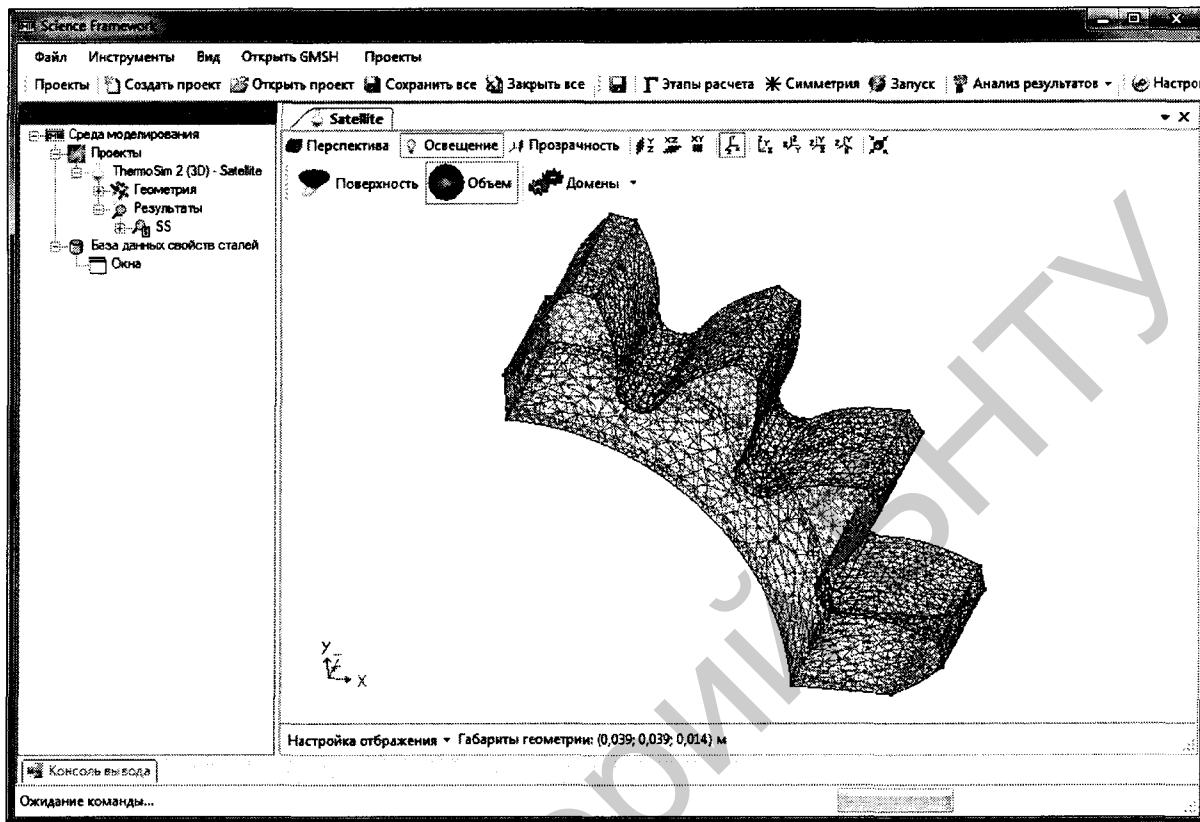 Science Framework
Файл Инструменты Вид Открыть GMSH Проекты
Проекты Создать проект Открыть проект Сохранить все Закрыть все Этапы расчета Симметрия Запуск Анализ результатов Настро
Среда моделирования
Проекты
ThermoSim 2 (3D) - Satellite
Геометрия
Результаты
SS
База данных свойств сталей
Окна
Satellite
Перспектива Освещение Прозрачность
Поверхность Объем Домены
Y
X
Настройка отбражения Габариты геометрии: (0,039; 0,039; 0,014) м
Консоль вывода
Ожидание команды...
БНТУ